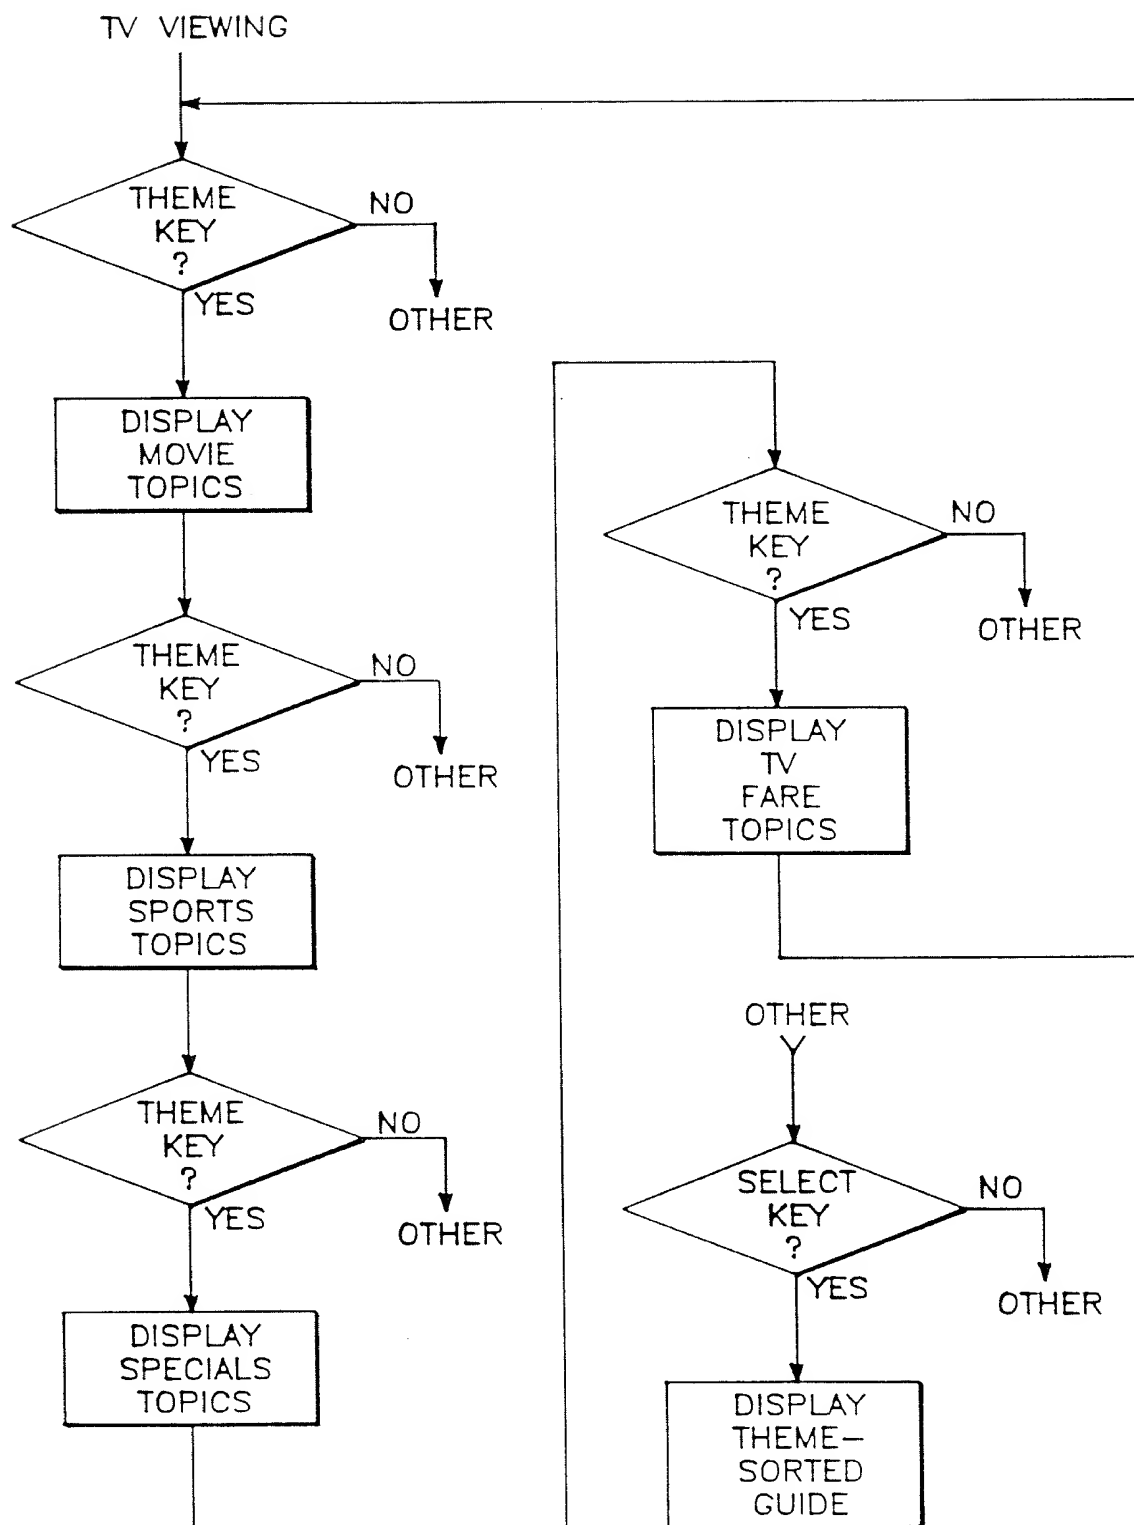 TV VIEWING
THEME
KEY
?
NO
YES
OTHER
DISPLAY
MOVIE
TOPICS
THEME
KEY
?
NO
YES
OTHER
DISPLAY
SPORTS
TOPICS
THEME
KEY
?
NO
YES
OTHER
DISPLAY
SPECIALS
TOPICS
THEME
KEY
?
NO
YES
OTHER
DISPLAY
TV
FARE
TOPICS
OTHER
SELECT
KEY
?
NO
YES
OTHER
DISPLAY
THEME-
SORTED
GUIDE